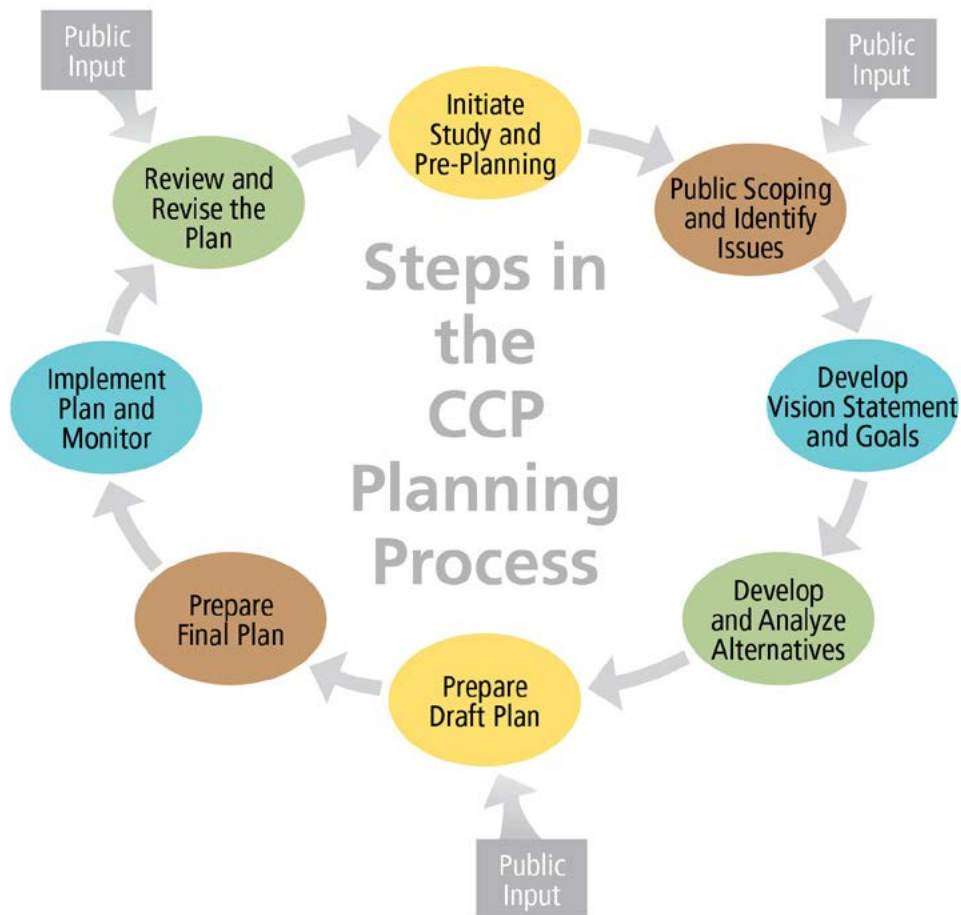 Public
Input
Public
Input
Initiate
Study and
Pre-Planning
Public Scoping
and Identify
Issues
Develop
Vision Statement
and Goals
Develop
and Analyze
Alternatives
Prepare
Draft Plan
Public
Input
Prepare
Final Plan
Implement
Plan and
Monitor
Review and
Revise the
Plan
Steps in
the
CCP
Planning
Process